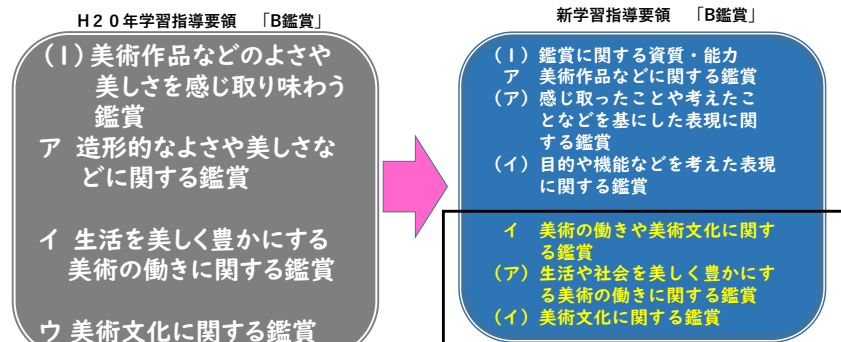 H20年学習指導要領 「B鑑賞」
(1)美術作品などのよさや
美しさを感じ取り味わう
鑑賞
ア 造形的なよさや美しさな
どに関する鑑賞
イ 生活を美しく豊かにする
美術の働きに関する鑑賞
ウ 美術文化に関する鑑賞
新学習指導要領 「B鑑賞」
(1)鑑賞に関する資質・能力
ア 美術作品などに関する鑑賞
(ア)感じ取ったことや考えたこ
となどを基にした表現に関
する鑑賞
(イ)目的や機能などを考えた表現
に関する鑑賞
イ 美術の働きや美術文化に関す
る鑑賞
(ア)生活や社会を美しく豊かにす
る美術の働きに関する鑑賞
(イ)美術文化に関する鑑賞